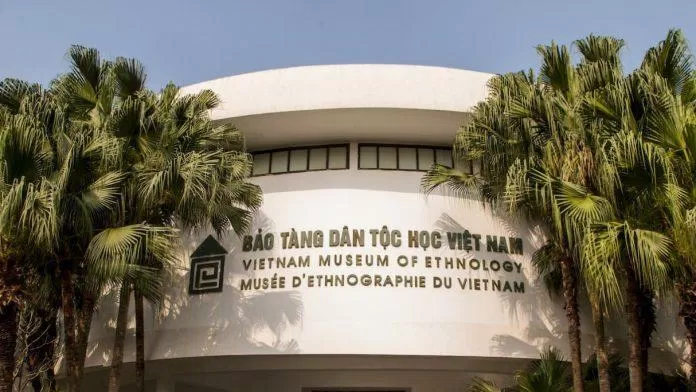 BẢO TÀNG DÂN TỘC HỌC VIỆT NAM
VIETNAM MUSEUM OF ETHNOLOGY
MUSÉE D'ETHNOGRAPHIE DU VIETNAM